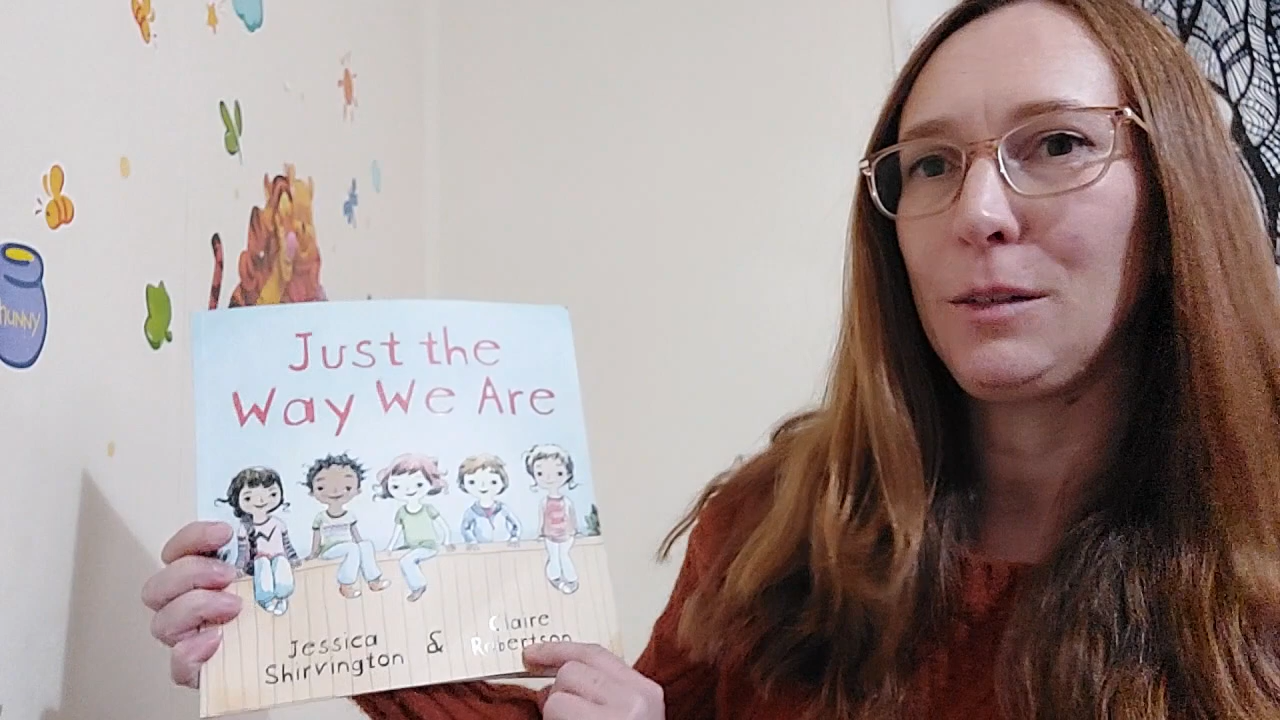 hunny
Just the
Way We Are
Jessica
Shirvington
&
Claire
Robertson